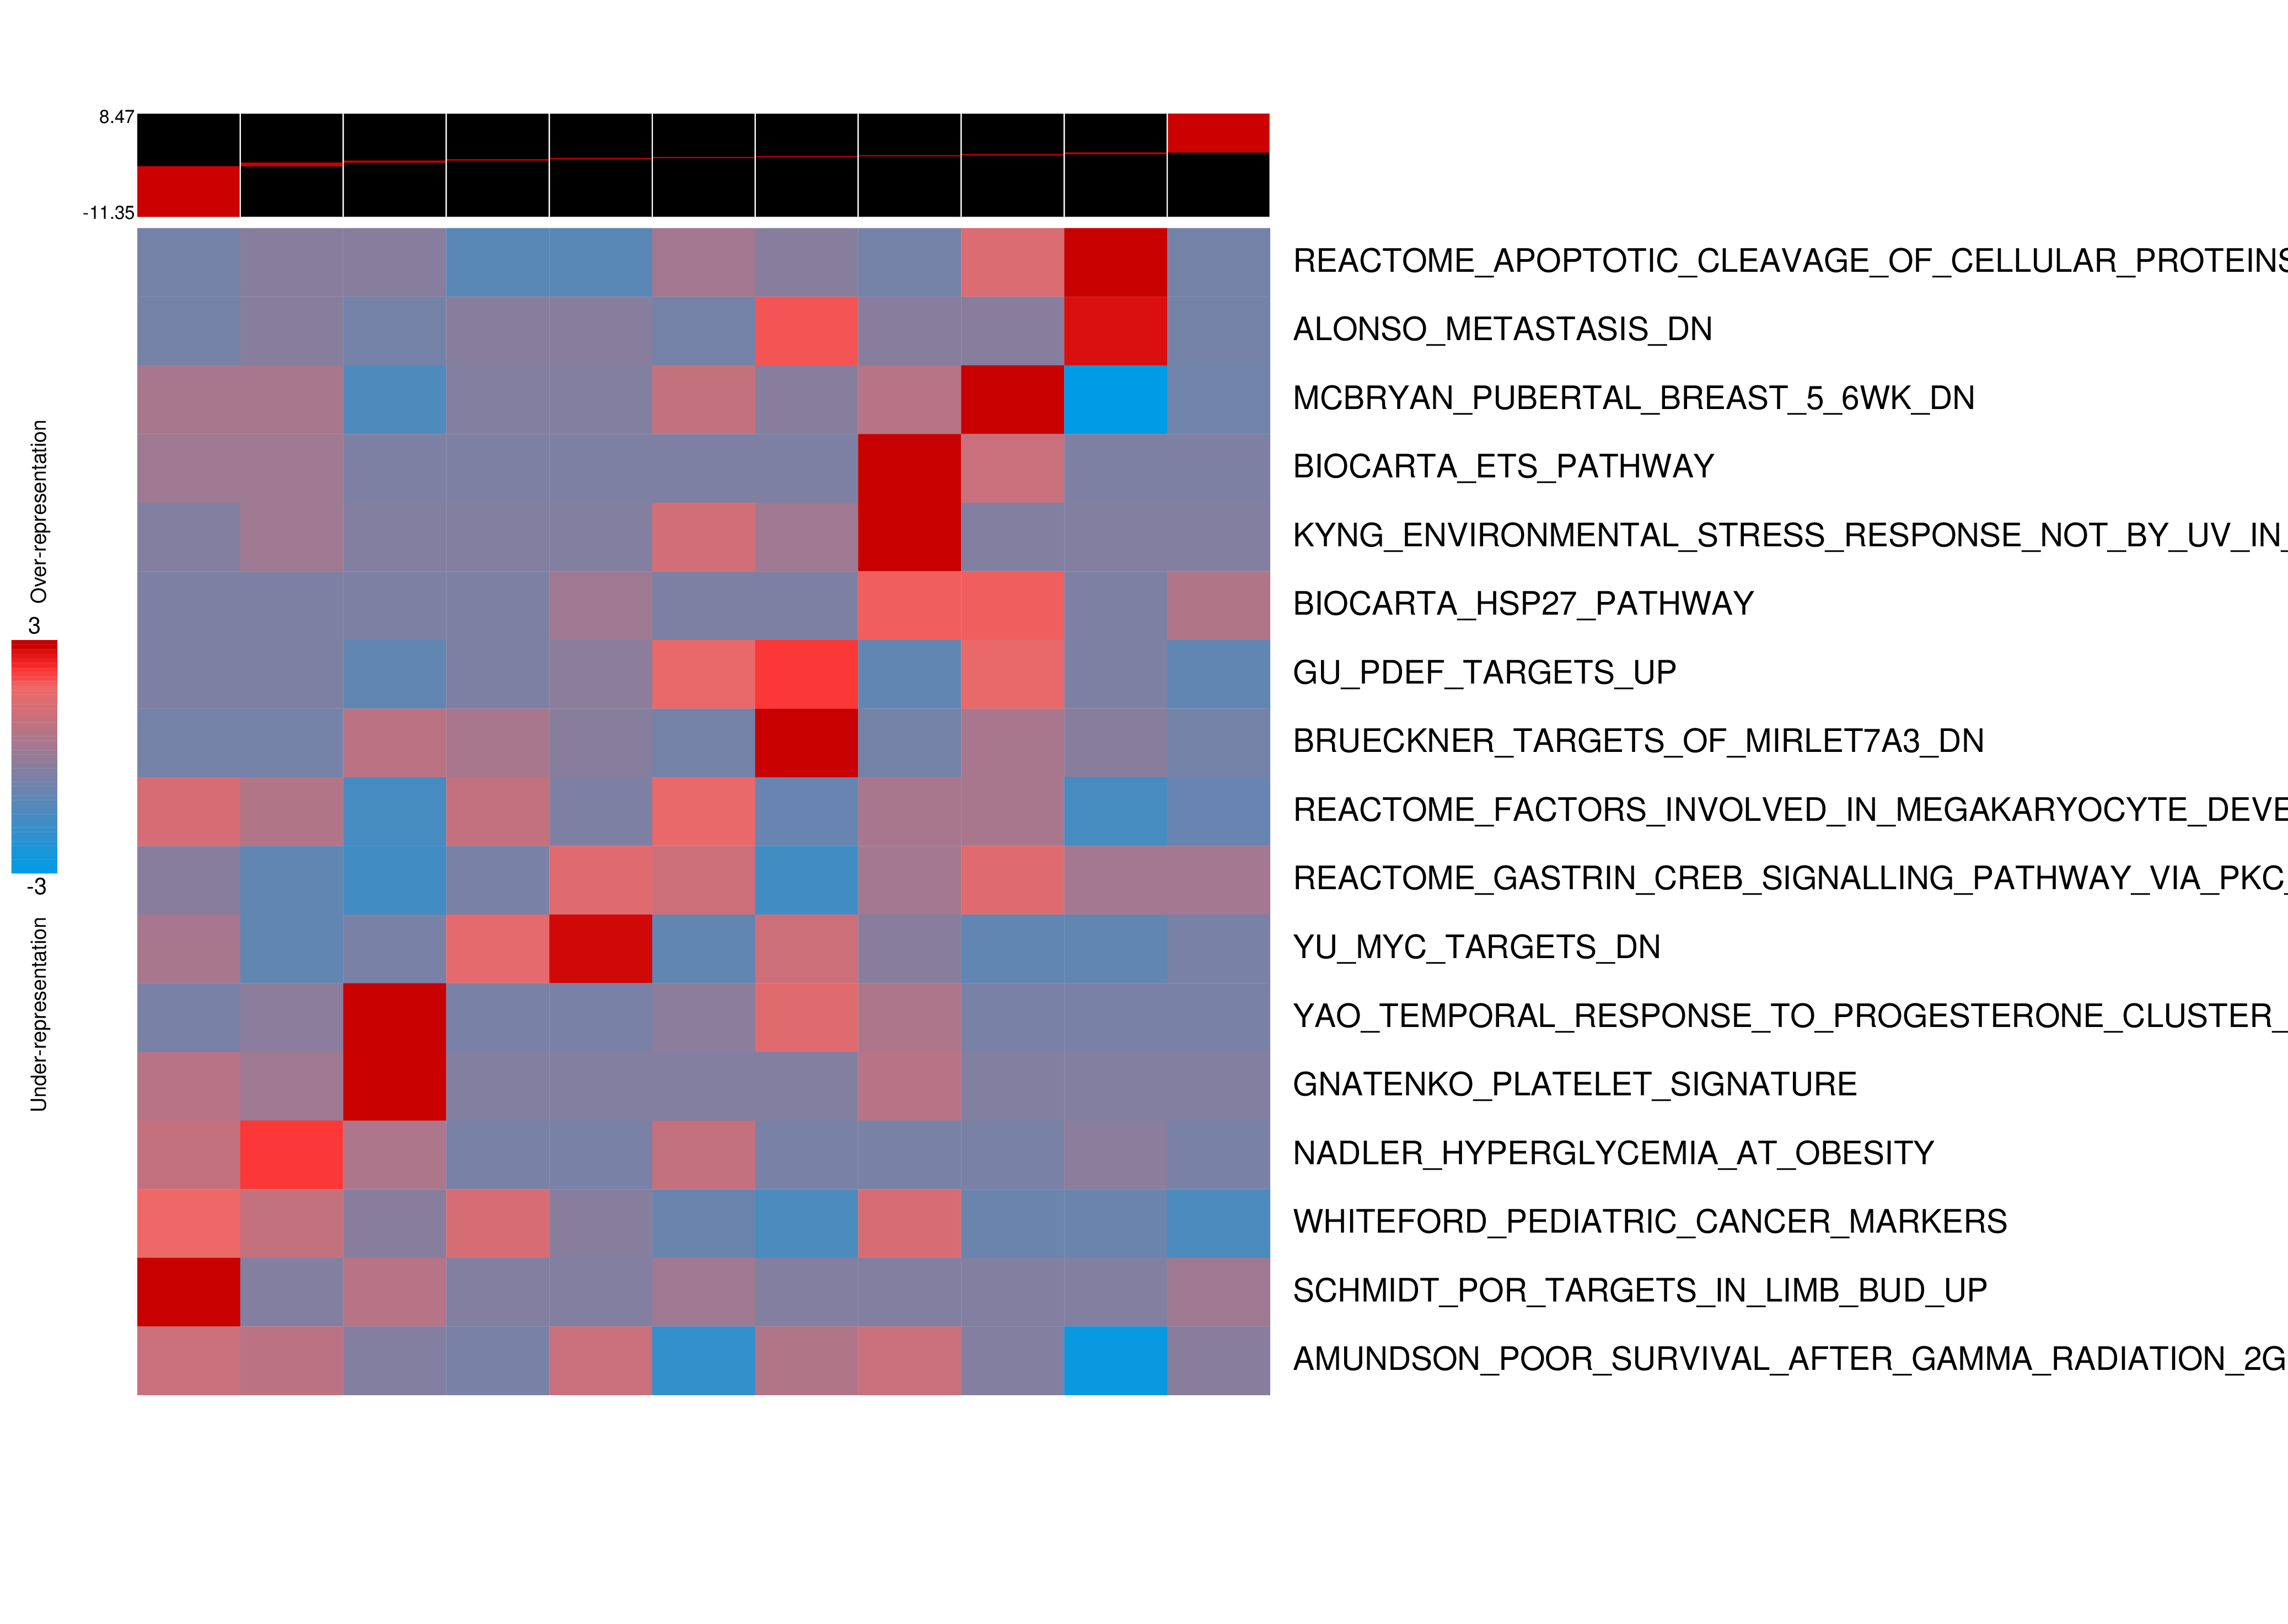 8.47
-11.35
Over-representation
3
-3
Under-representation
REACTOME_APOPTOTIC_CLEAVAGE_OF_CELLULAR_PROTEINS
ALONSO_METASTASIS_DN
MCBRYAN_PUBERTAL_BREAST_5_6WK_DN
BIOCARTA_ETS_PATHWAY
KYNG_ENVIRONMENTAL_STRESS_RESPONSE_NOT_BY_UV_IN_
BIOCARTA_HSP27_PATHWAY
GU_PDEF_TARGETS_UP
BRUECKNER_TARGETS_OF_MIRLET7A3_DN
REACTOME_FACTORS_INVOLVED_IN_MEGAKARYOCYTE_DEVE
REACTOME_GASTRIN_CREB_SIGNALLING_PATHWAY_VIA_PKC_
YU_MYC_TARGETS_DN
YAO_TEMPORAL_RESPONSE_TO_PROGESTERONE_CLUSTER_
GNATENKO_PLATELET_SIGNATURE
NADLER_HYPERGLYCEMIA_AT_OBESITY
WHITEFORD_PEDIATRIC_CANCER_MARKERS
SCHMIDT_POR_TARGETS_IN_LIMB_BUD_UP
AMUNDSON_POOR_SURVIVAL_AFTER_GAMMA_RADIATION_2G